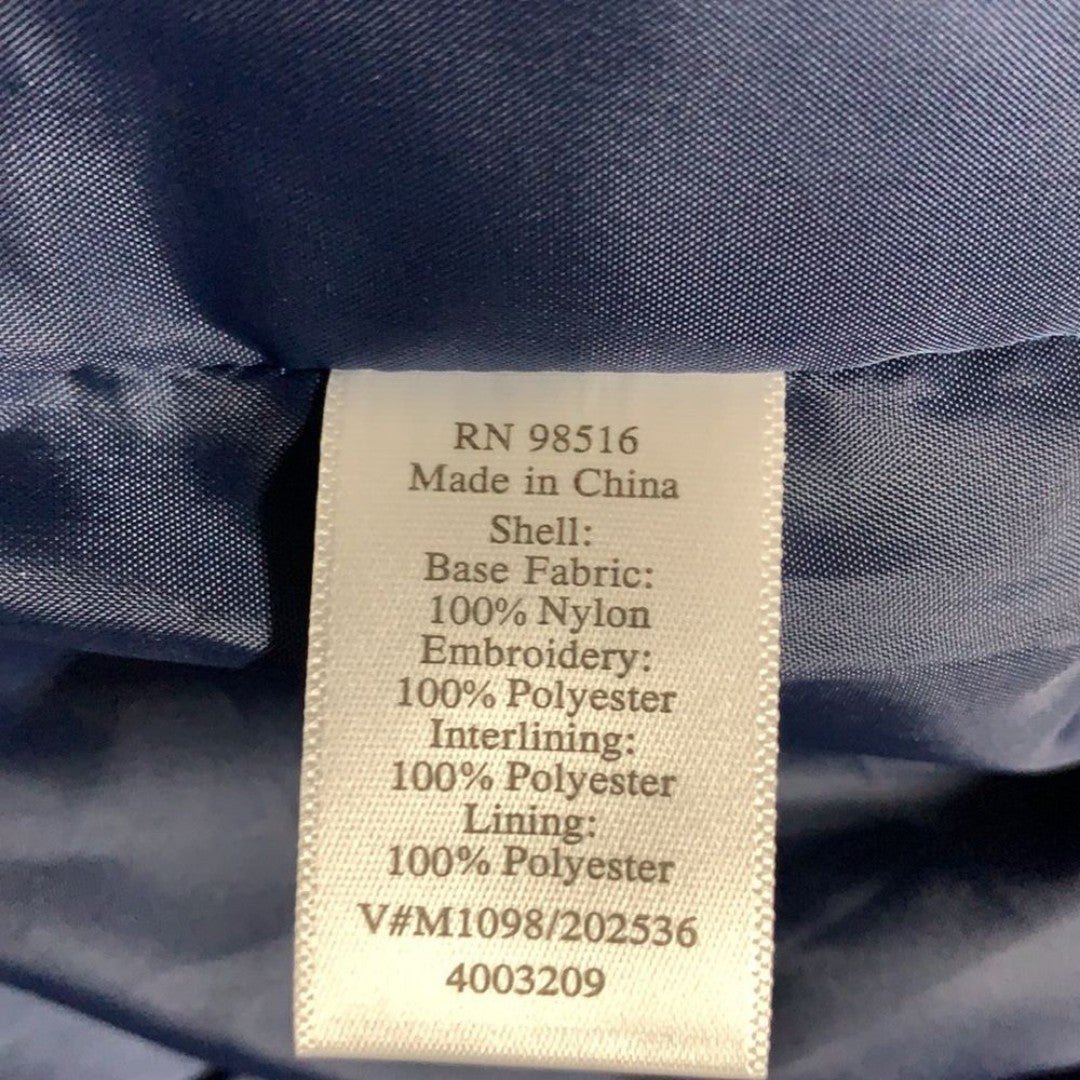 RN 98516
Made in China
Shell:
Base Fabric:
100% Nylon
Embroidery:
100% Polyester
Interlining:
100% Polyester
Lining:
100% Polyester
V#M1098/202536
4003209